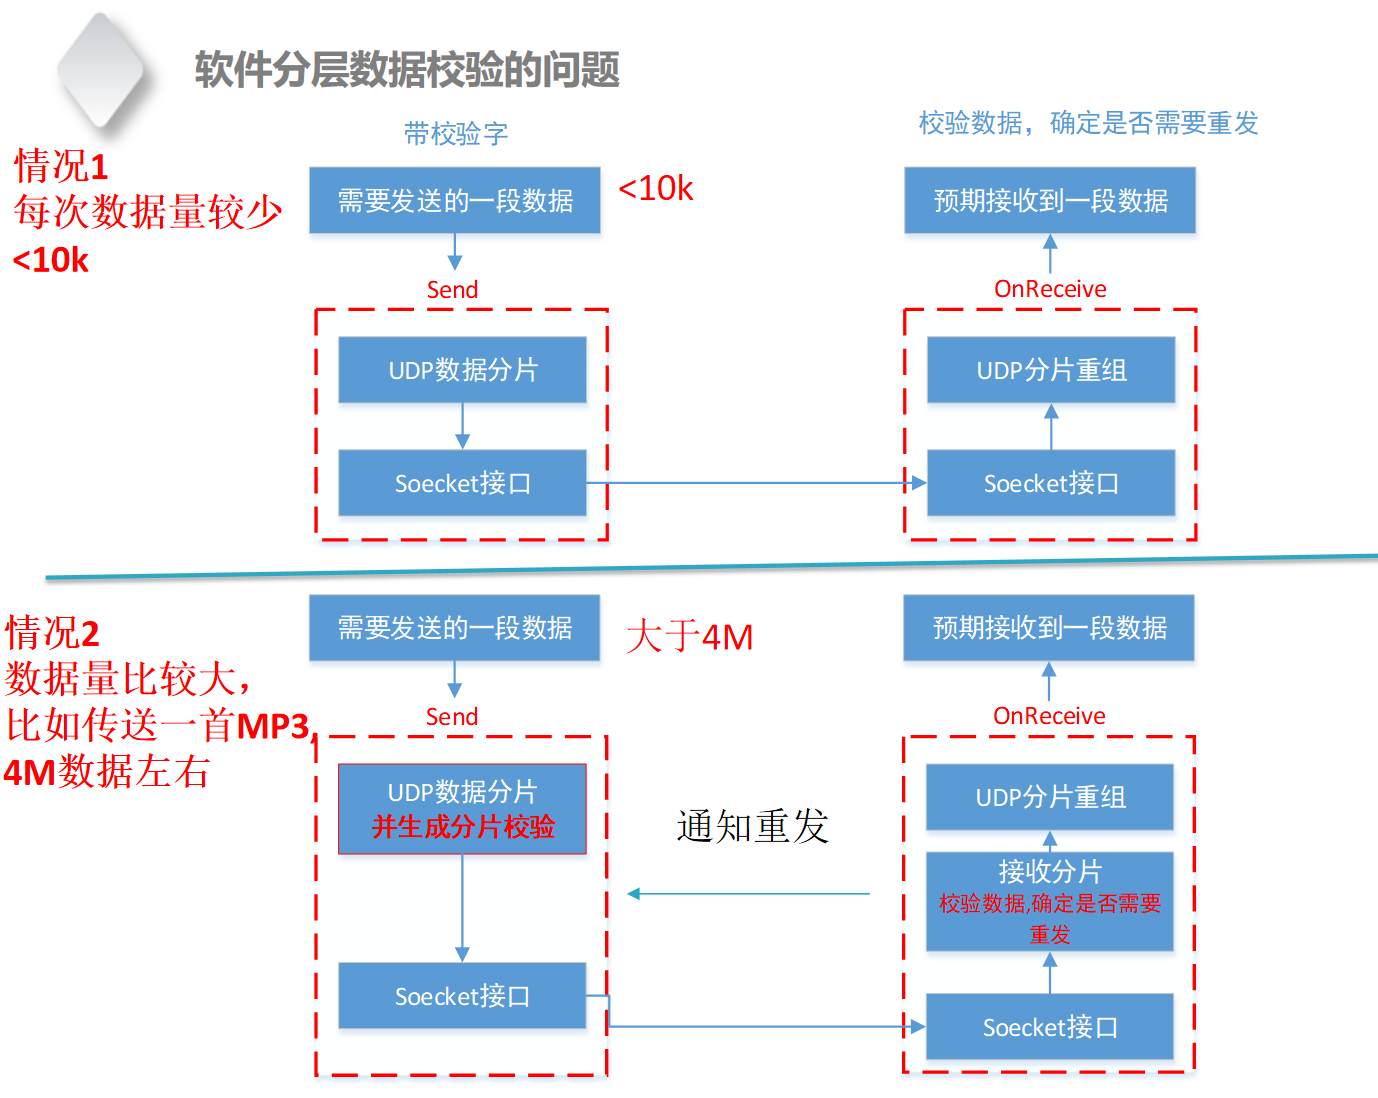 软件分层数据校验的问题
带校验字
校验数据，确定是否需要重发
情况1
每次数据量较少
<10k
需要发送的一段数据
<10k
预期接收到一段数据
Send
OnReceive
UDP数据分片
UDP分片重组
Soecket接口
Soecket接口
情况2
数据量比较大，
比如传送一首MP3,
4M数据左右
需要发送的一段数据
大于4M
预期接收到一段数据
Send
OnReceive
UDP数据分片
并生成分片校验
通知重发
UDP分片重组
接收分片
校验数据,确定是否需要
重发
Soecket接口
Soecket接口